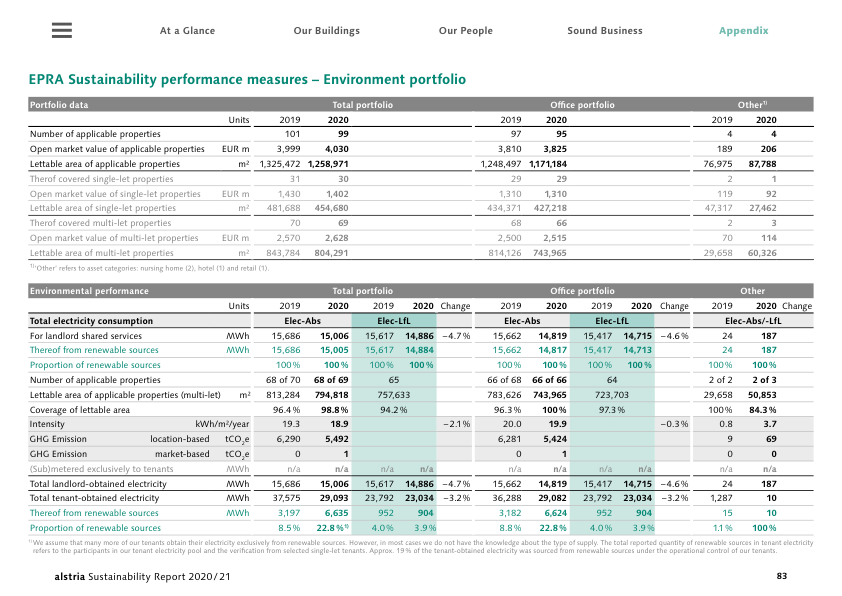 At a Glance Our Buildings Our People Sound Business Appendix
EPRA Sustainability performance measures – Environment portfolio
Portfolio data Total portfolio Office portfolio Other¹⁾
Units 2019 2020 2019 2020 2019 2020
Number of applicable properties 101 99 97 95 4 4
Open market value of applicable properties EUR m 3,999 4,030 3,810 3,825 189 206
Lettable area of applicable properties m² 1,325,472 1,258,971 1,248,497 1,171,184 76,975 87,788
Therof covered single-let properties 31 30 29 29 2 1
Open market value of single-let properties EUR m 1,430 1,402 1,310 1,310 119 92
Lettable area of single-let properties m² 481,688 454,680 434,371 427,218 47,317 27,462
Therof covered multi-let properties 70 69 68 66 2 3
Open market value of multi-let properties EUR m 2,570 2,628 2,500 2,515 70 114
Lettable area of multi-let properties m² 843,784 804,291 814,126 743,965 29,658 60,326
¹⁾ 'Other' refers to asset categories: nursing home (2), hotel (1) and retail (1).
Environmental performance Total portfolio Office portfolio Other
Units 2019 2020 2019 2020 Change 2019 2020 2019 2020 Change 2019 2020 Change
Total electricity consumption Elec-Abs Elec-LfL Elec-Abs Elec-LfL Elec-Abs/-LfL
For landlord shared services MWh 15,686 15,006 15,617 14,886 −4.7 % 15,662 14,819 15,417 14,715 −4.6 % 24 187
Thereof from renewable sources MWh 15,686 15,005 15,617 14,884 15,662 14,817 15,417 14,713 24 187
Proportion of renewable sources 100 % 100 % 100 % 100 % 100 % 100 % 100 % 100 % 100 % 100 %
Number of applicable properties 68 of 70 68 of 69 65 66 of 68 66 of 66 64 2 of 2 2 of 3
Lettable area of applicable properties (multi-let) m² 813,284 794,818 757,633 783,626 743,965 723,703 29,658 50,853
Coverage of lettable area 96.4 % 98.8 % 94.2 % 96.3 % 100 % 97.3 % 100 % 84.3 %
Intensity kWh/m²/year 19.3 18.9 −2.1 % 20.0 19.9 −0.3 % 0.8 3.7
GHG Emission location-based tCO₂e 6,290 5,492 6,281 5,424 9 69
GHG Emission market-based tCO₂e 0 1 0 1 0 0
(Sub)metered exclusively to tenants MWh n/a n/a n/a n/a n/a n/a n/a n/a n/a n/a
Total landlord-obtained electricity MWh 15,686 15,006 15,617 14,886 −4.7 % 15,662 14,819 15,417 14,715 −4.6 % 24 187
Total tenant-obtained electricity MWh 37,575 29,093 23,792 23,034 −3.2 % 36,288 29,082 23,792 23,034 −3.2 % 1,287 10
Thereof from renewable sources MWh 3,197 6,635 952 904 3,182 6,624 952 904 15 10
Proportion of renewable sources 8.5 % 22.8 %¹⁾ 4.0 % 3.9 % 8.8 % 22.8 % 4.0 % 3.9 % 1.1 % 100 %
¹⁾ We assume that many more of our tenants obtain their electricity exclusively from renewable sources. However, in most cases we do not have the knowledge about the type of supply. The total reported quantity of renewable sources in tenant electricity
refers to the participants in our tenant electricity pool and the verification from selected single-let tenants. Approx. 19 % of the tenant-obtained electricity was sourced from renewable sources under the operational control of our tenants.
alstria Sustainability Report 2020/21 83